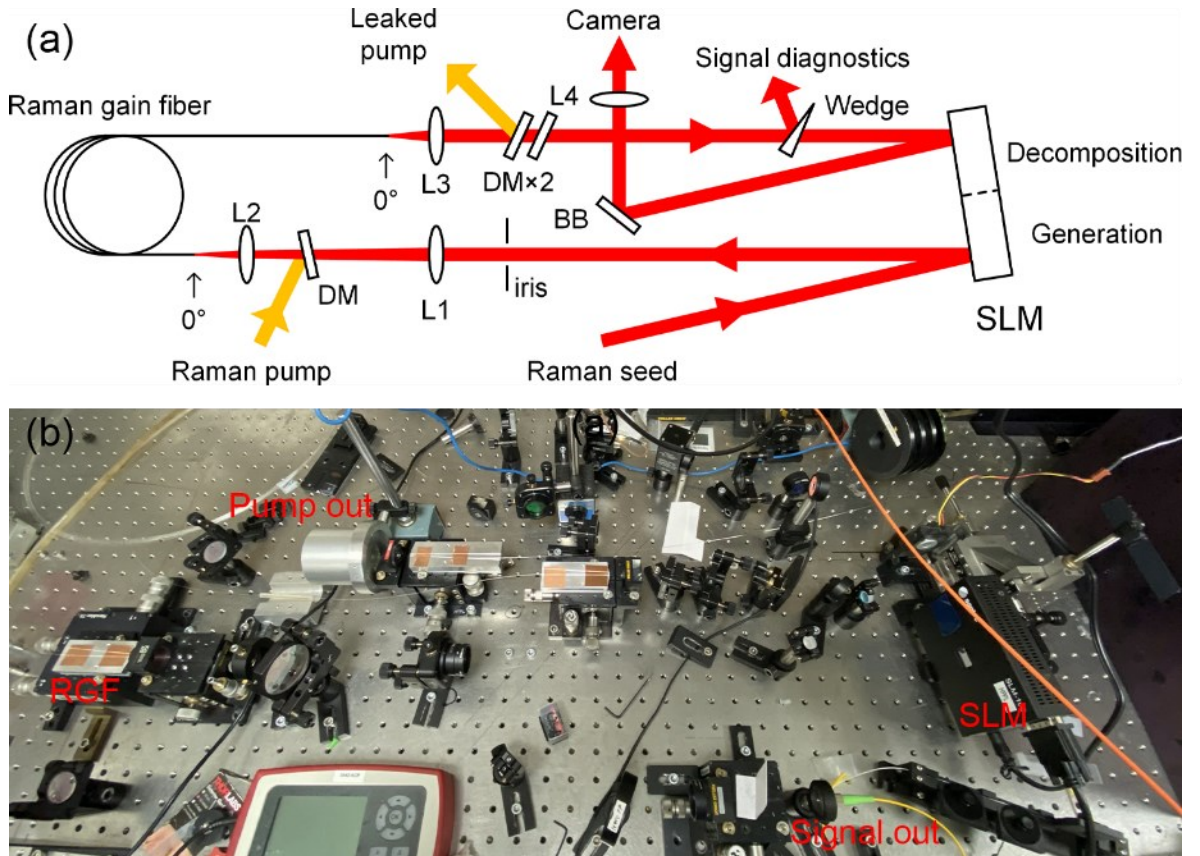 (a)
Leaked
pump
Camera
Signal diagnostics
Raman gain fiber
L4
Wedge
0°
L3
DM×2
Decomposition
L2
BB
Generation
0°
DM
L1
iris
SLM
Raman pump
Raman seed
(b)
(a)
Pump out
RGF
SLM
Signal out